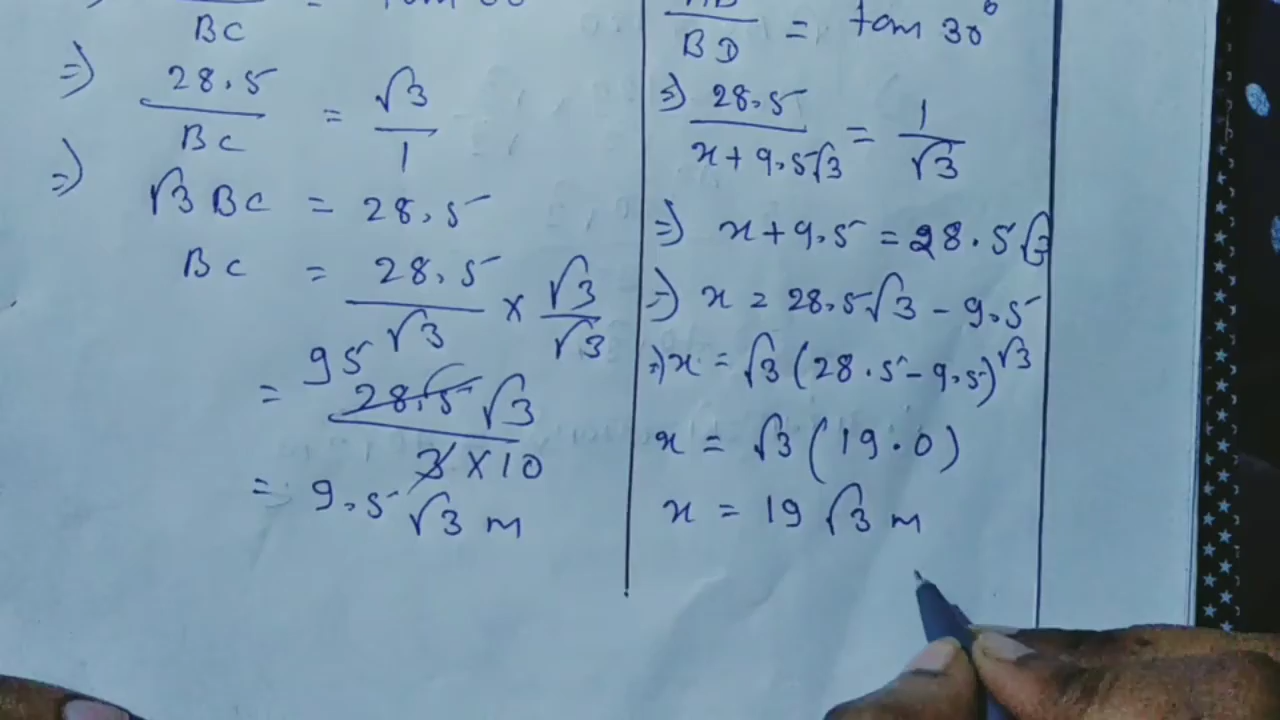 BC
=> 28.5 / BC = √3 / 1
=> √3 BC = 28.5
BC = 28.5 / √3 × √3 / √3
= 95 28.5 √3 / 3 × 10
= 9.5 √3 m
/ BD = tan 30°
=> 28.5 / x + 9.5√3 = 1 / √3
=> x + 9.5 = 28.5√3
=> x = 28.5√3 - 9.5
=> x = √3 (28.5 - 9.5) √3
x = √3 (19.0)
x = 19 √3 m